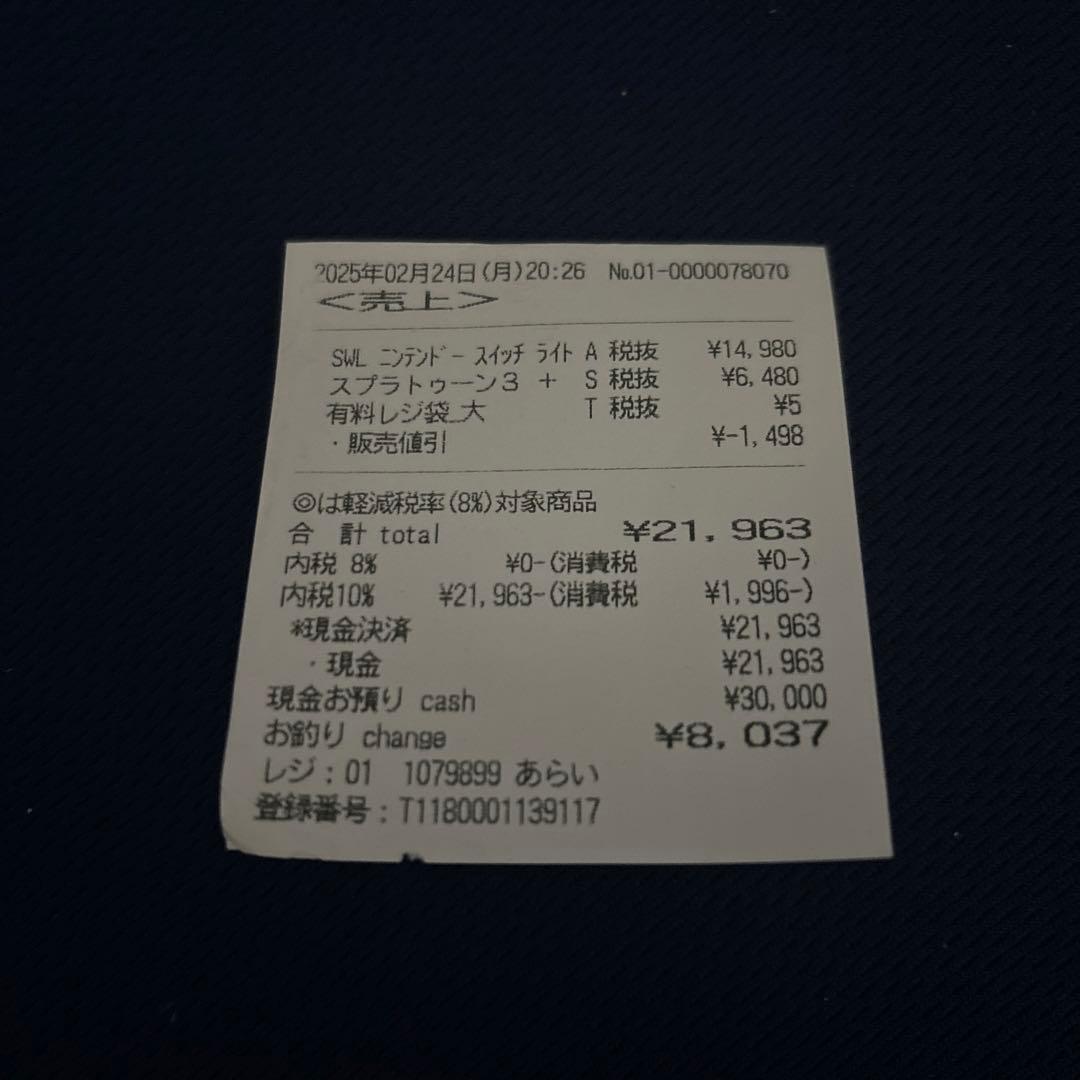 2025年02月24日(月)20:26 №01-0000078070
＜売上＞
SWL ﾆﾝﾃﾝﾄﾞｰ ｽｲｯﾁ ﾗｲﾄ A 税抜 ¥14,980
スプラトゥーン3 + S 税抜 ¥6,480
有料レジ袋_大 T 税抜 ¥5
・販売値引 ¥-1,498
◎は軽減税率(8%)対象商品
合 計 total ¥21,963
内税 8% ¥0-(消費税 ¥0-)
内税10% ¥21,963-(消費税 ¥1,996-)
*現金決済 ¥21,963
・現金 ¥21,963
現金お預り cash ¥30,000
お釣り change ¥8,037
レジ:01 1079899 あらい
登録番号:T1180001139117